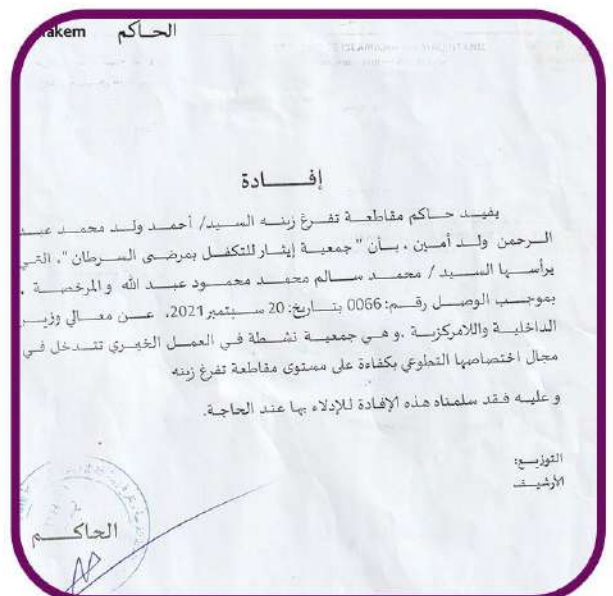 الحاكم
akem
إفادة
يفيد حاكم مقاطعة تفرغ زينه السيد/ أحمد ولد محمد عبد
الرحمن ولد أمين ، بأن " جمعية إيثار للتكفل بمرضى السرطان "، التي
يرأسها السيد / محمد سالم محمد محمود عبد الله والمرخصة ،
بموجب الوصل رقم: 0066 بتاريخ: 20 سبتمبر 2021، عن معالي وزير
الداخلية واللامركزية .و هي جمعية نشطة في العمل الخيري تتدخل في
مجال اختصاصها التطوعي بكفاءة على مستوى مقاطعة تفرغ زينه
و عليه فقد سلمناه هذه الإفادة للإدلاء بها عند الحاجة.
التوزيع:
الأرشيف
الحاكم